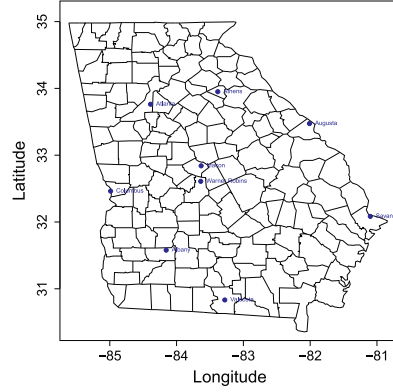 35
34
33
32
31
Latitude
Atlanta
Athens
Augusta
Macon
Warner Robins
Columbus
Savan
Albany
Valdosta
−85
−84
−83
−82
−81
Longitude